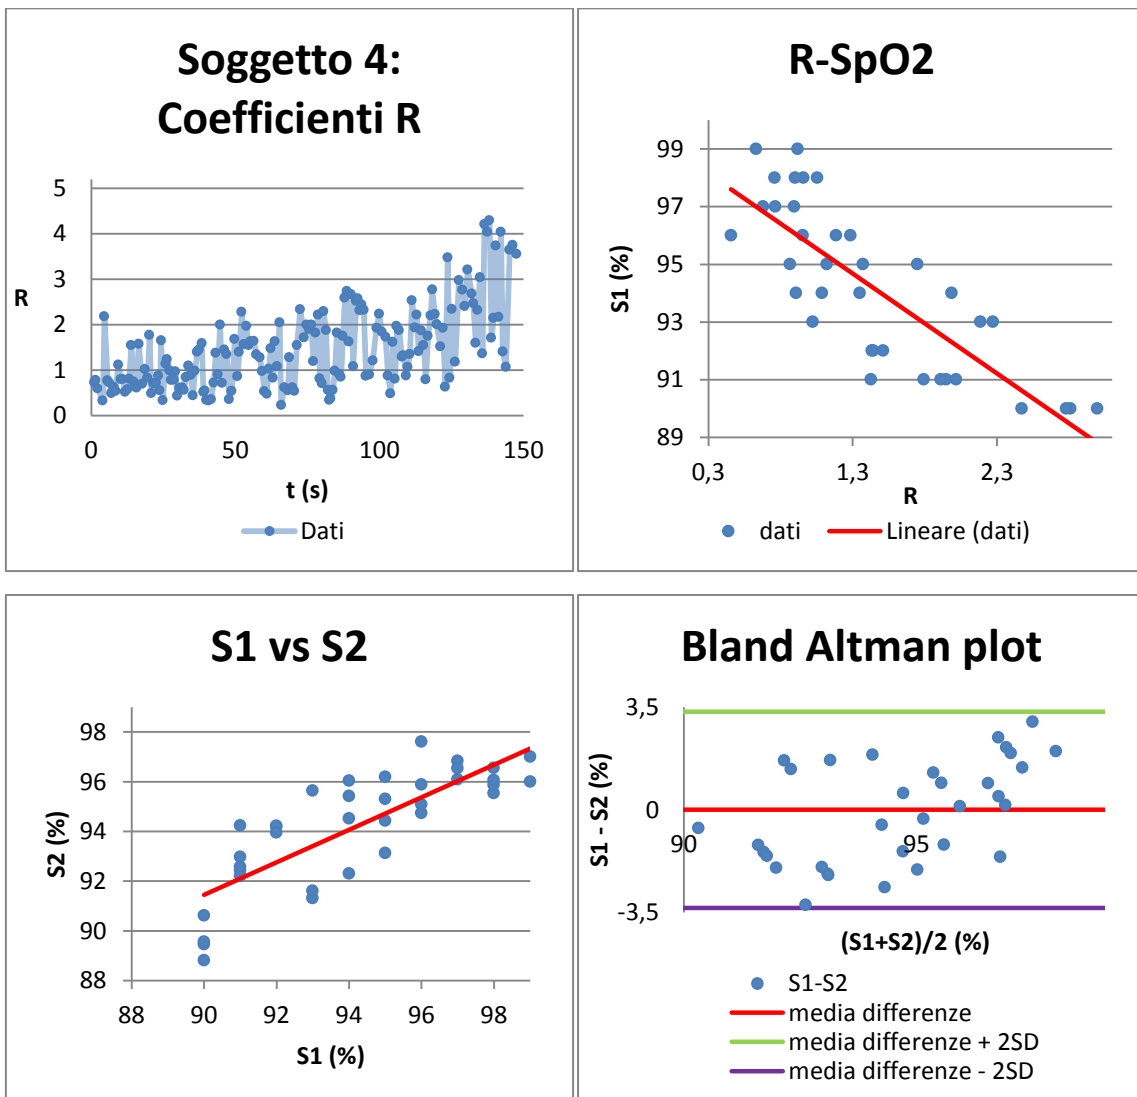 Soggetto 4:
Coefficienti R
R
5
4
3
2
1
0
0 50 100 150
t (s)
Dati
R-SpO2
S1 (%)
99
97
95
93
91
89
0,3 1,3 2,3
R
dati Lineare (dati)
S1 vs S2
S2 (%)
98
96
94
92
90
88
88 90 92 94 96 98
S1 (%)
Bland Altman plot
S1 - S2 (%)
3,5
0
-3,5
90 95
(S1+S2)/2 (%)
S1-S2
media differenze
media differenze + 2SD
media differenze - 2SD